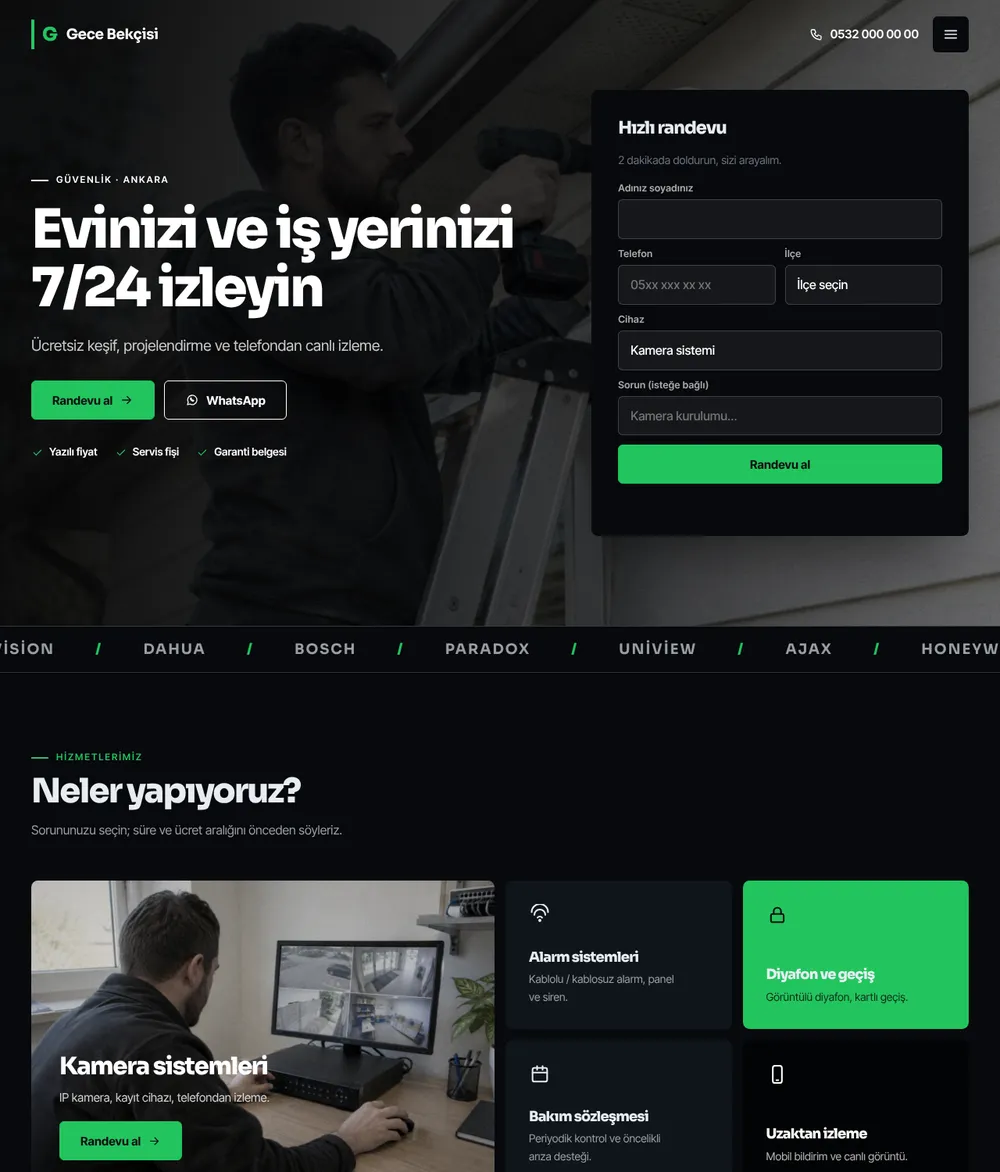 G Gece Bekçisi
0532 000 00 00
GÜVENLİK · ANKARA
Evinizi ve iş yerinizi
7/24 izleyin
Ücretsiz keşif, projelendirme ve telefondan canlı izleme.
Randevu al →
WhatsApp
Yazılı fiyat
Servis fişi
Garanti belgesi
Hızlı randevu
2 dakikada doldurun, sizi arayalım.
Adınız soyadınız
Telefon
İlçe
05xx xxx xx xx
İlçe seçin
Cihaz
Kamera sistemi
Sorun (isteğe bağlı)
Kamera kurulumu...
Randevu al
VİSİON / DAHUA / BOSCH / PARADOX / UNİVİEW / AJAX / HONEYW
HİZMETLERİMİZ
Neler yapıyoruz?
Sorununuzu seçin; süre ve ücret aralığını önceden söyleriz.
Kamera sistemleri
IP kamera, kayıt cihazı, telefondan izleme.
Randevu al →
Alarm sistemleri
Kablolu / kablosuz alarm, panel
ve siren.
Diyafon ve geçiş
Görüntülü diyafon, kartlı geçiş.
Bakım sözleşmesi
Periyodik kontrol ve öncelikli
arıza desteği.
Uzaktan izleme
Mobil bildirim ve canlı görüntü.